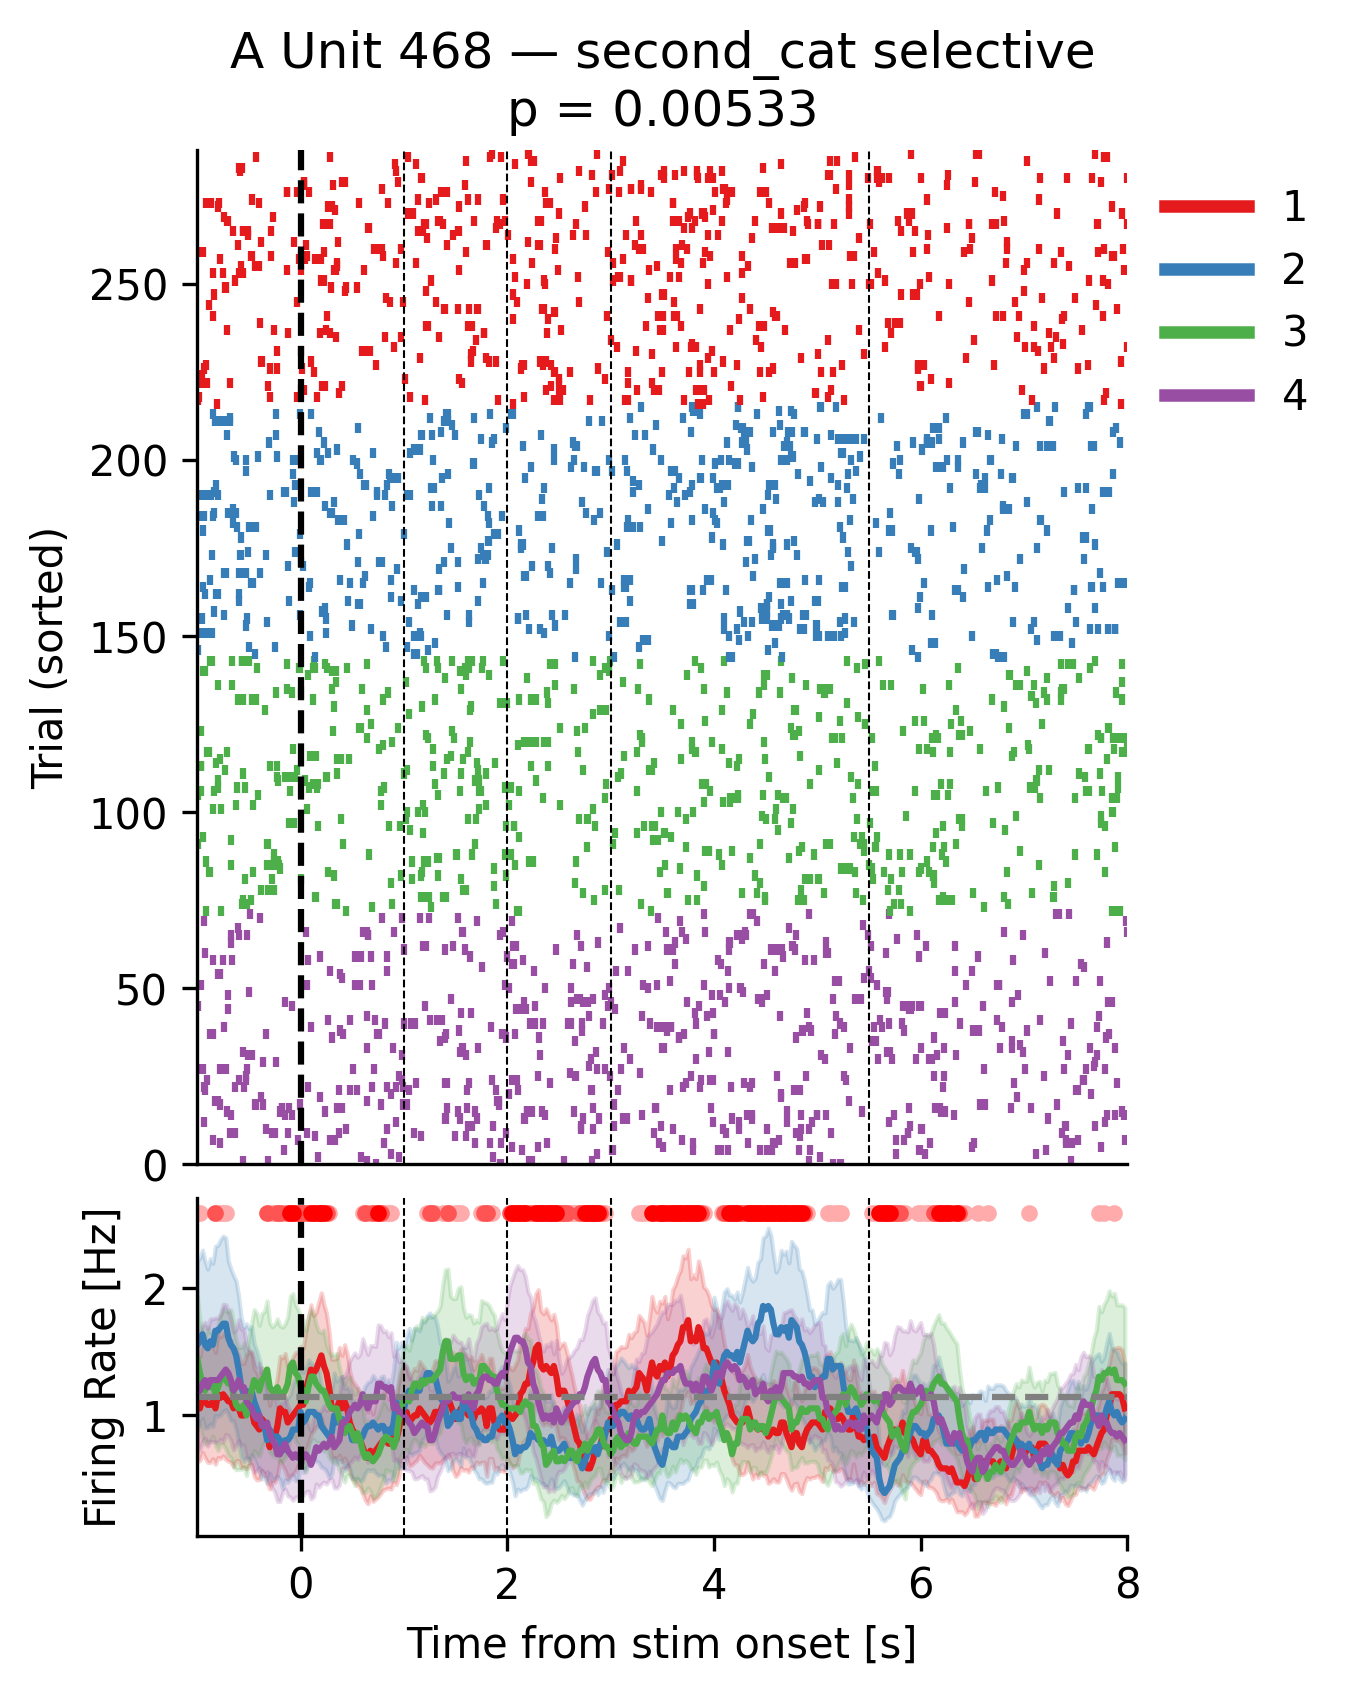 A Unit 468 — second_cat selective
p = 0.00533
1
2
3
4
250
200
150
100
50
0
Trial (sorted)
2
1
Firing Rate [Hz]
0 2 4 6 8
Time from stim onset [s]